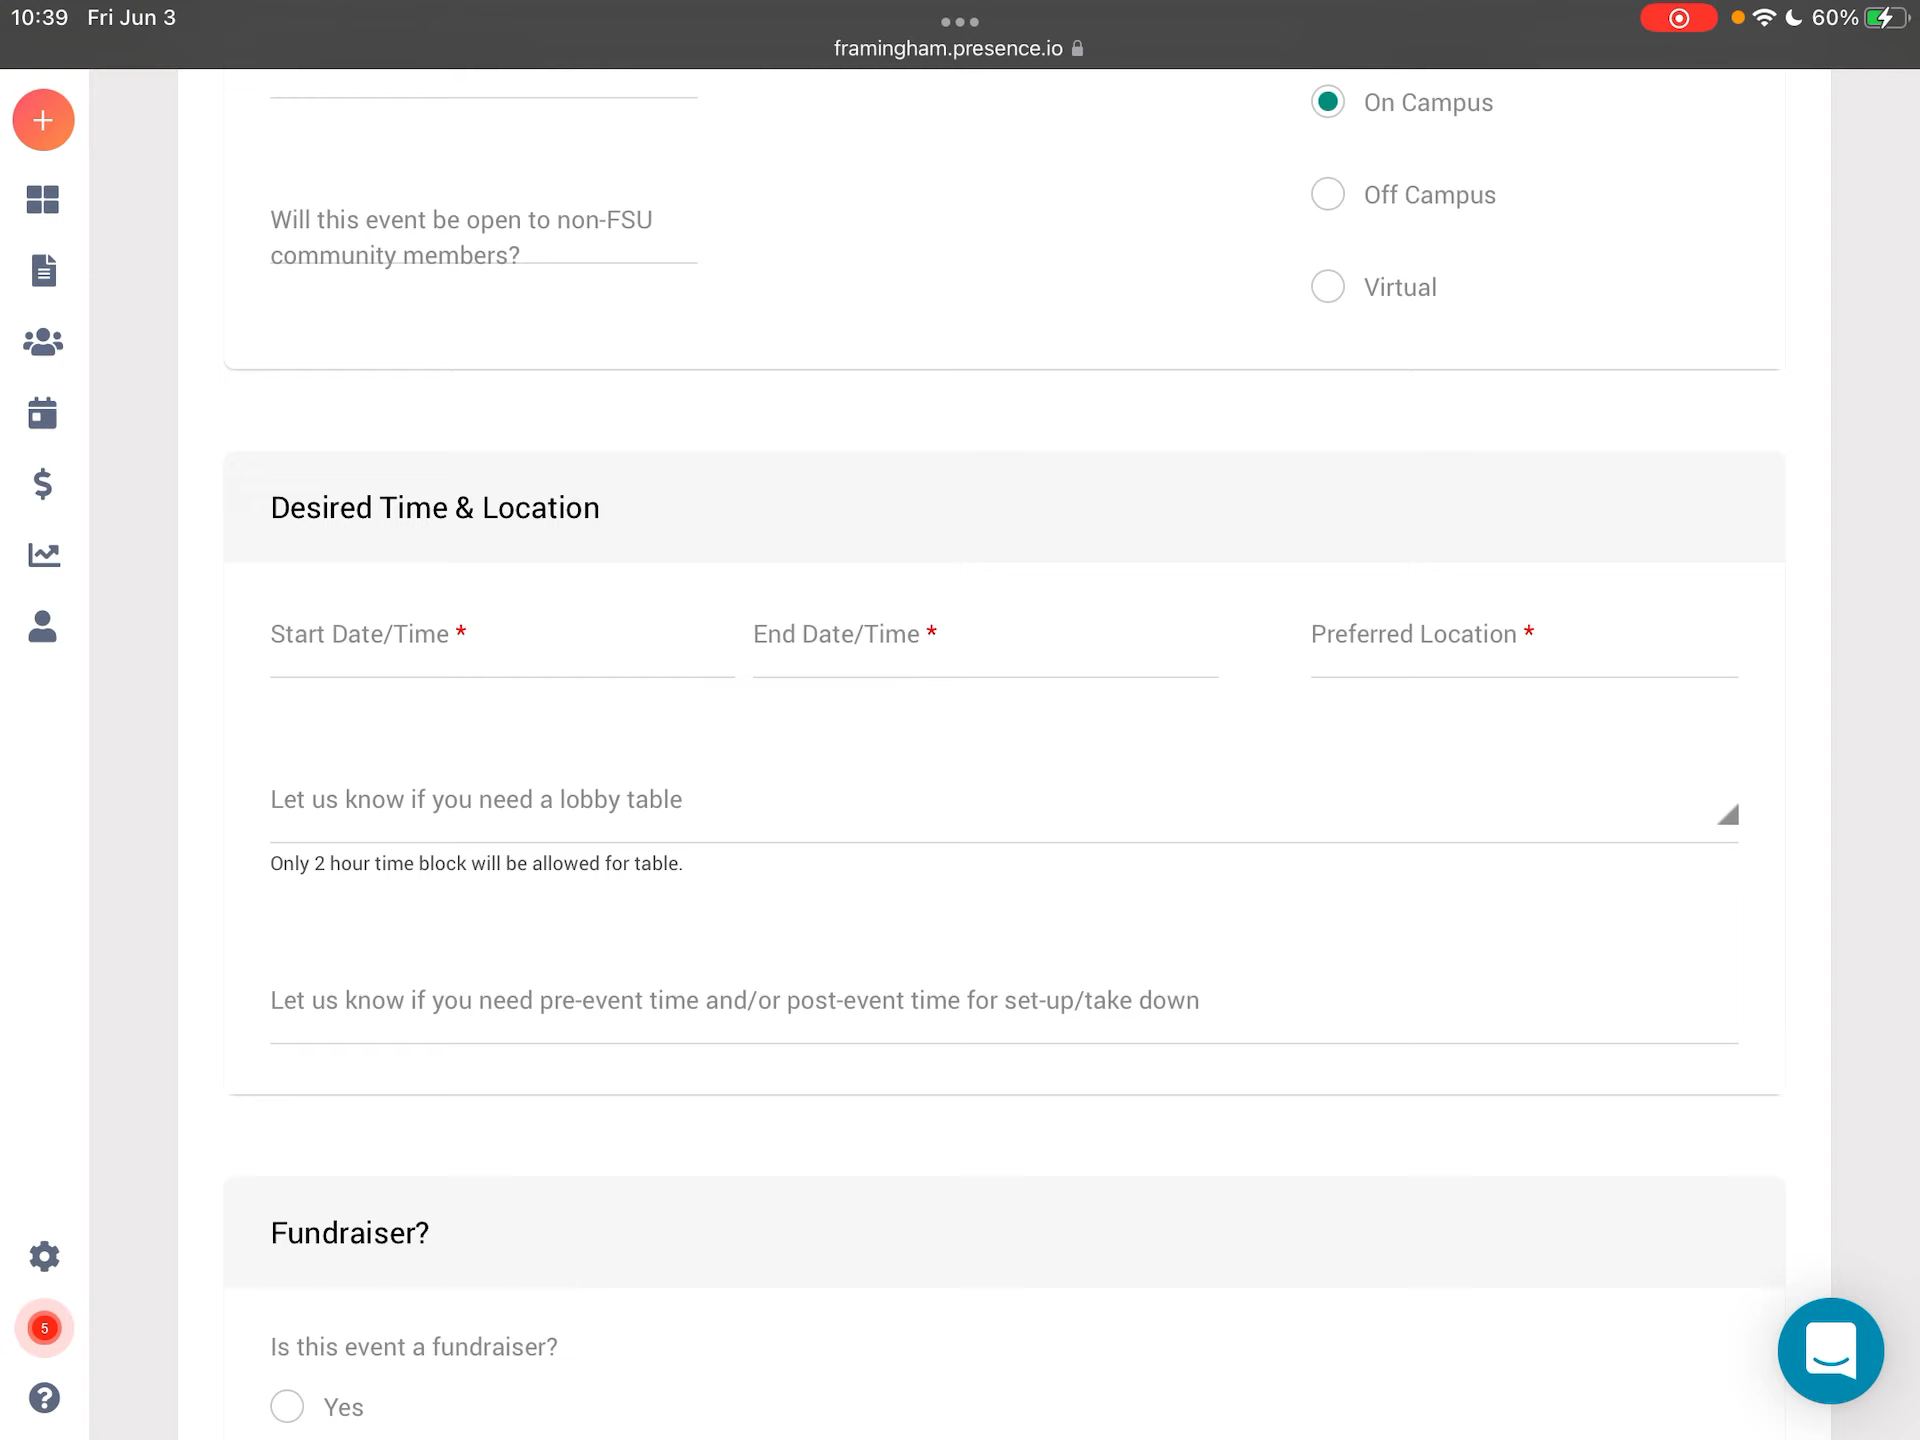 10:39 Fri Jun 3
60%
framingham.presence.io
On Campus
Off Campus
Will this event be open to non-FSU
community members?
Virtual
Desired Time & Location
Start Date/Time *
End Date/Time *
Preferred Location *
Let us know if you need a lobby table
Only 2 hour time block will be allowed for table.
Let us know if you need pre-event time and/or post-event time for set-up/take down
Fundraiser?
Is this event a fundraiser?
Yes
5